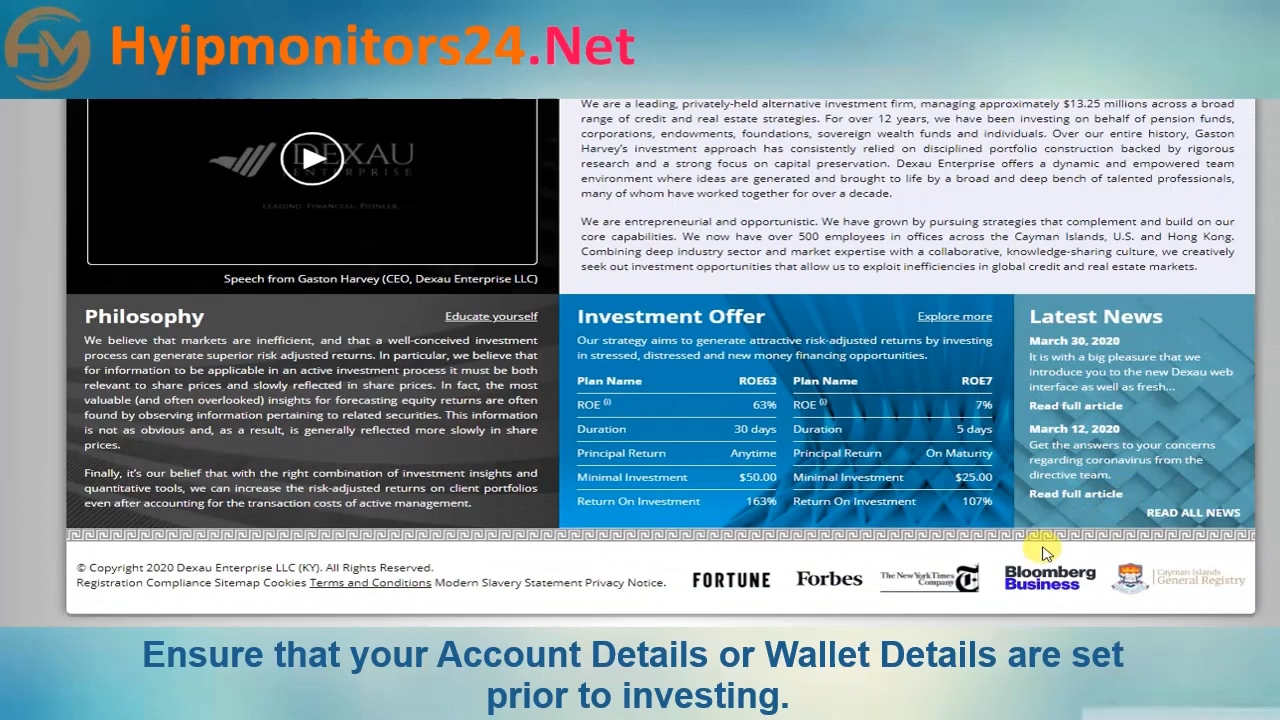 HM Hyipmonitors24.Net
DEXAU
ENTERPRISE
LEADING FINANCIAL PIONEER
Speech from Gaston Harvey (CEO, Dexau Enterprise LLC)
We are a leading, privately-held alternative investment firm, managing approximately $13.25 millions across a broad
range of credit and real estate strategies. For over 12 years, we have been investing on behalf of pension funds,
corporations, endowments, foundations, sovereign wealth funds and individuals. Over our entire history, Gaston
Harvey's investment approach has consistently relied on disciplined portfolio construction backed by rigorous
research and a strong focus on capital preservation. Dexau Enterprise offers a dynamic and empowered team
environment where ideas are generated and brought to life by a broad and deep bench of talented professionals,
many of whom have worked together for over a decade.
We are entrepreneurial and opportunistic. We have grown by pursuing strategies that complement and build on our
core capabilities. We now have over 500 employees in offices across the Cayman Islands, U.S. and Hong Kong.
Combining deep industry sector and market expertise with a collaborative, knowledge-sharing culture, we creatively
seek out investment opportunities that allow us to exploit inefficiencies in global credit and real estate markets.
Philosophy Educate yourself
We believe that markets are inefficient, and that a well-conceived investment
process can generate superior risk adjusted returns. In particular, we believe that
for information to be applicable in an active investment process it must be both
relevant to share prices and slowly reflected in share prices. In fact, the most
valuable (and often overlooked) insights for forecasting equity returns are often
found by observing information pertaining to related securities. This information
is not as obvious and, as a result, is generally reflected more slowly in share
prices.
Finally, it's our belief that with the right combination of investment insights and
quantitative tools, we can increase the risk-adjusted returns on client portfolios
even after accounting for the transaction costs of active management.
Investment Offer Explore more
Our strategy aims to generate attractive risk-adjusted returns by investing
in stressed, distressed and new money financing opportunities.
Plan Name ROE63 Plan Name ROE7
ROE (i) 63% ROE (i) 7%
Duration 30 days Duration 5 days
Principal Return Anytime Principal Return On Maturity
Minimal Investment $50.00 Minimal Investment $25.00
Return On Investment 163% Return On Investment 107%
Latest News
March 30, 2020
It is with a big pleasure that we
introduce you to the new Dexau web
interface as well as fresh...
Read full article
March 12, 2020
Get the answers to your concerns
regarding coronavirus from the
directive team.
Read full article
READ ALL NEWS
© Copyright 2020 Dexau Enterprise LLC (KY). All Rights Reserved.
Registration Compliance Sitemap Cookies Terms and Conditions Modern Slavery Statement Privacy Notice.
FORTUNE
Forbes
The New York Times
Company
Bloomberg
Business
Cayman Islands
General Registry
Ensure that your Account Details or Wallet Details are set
prior to investing.